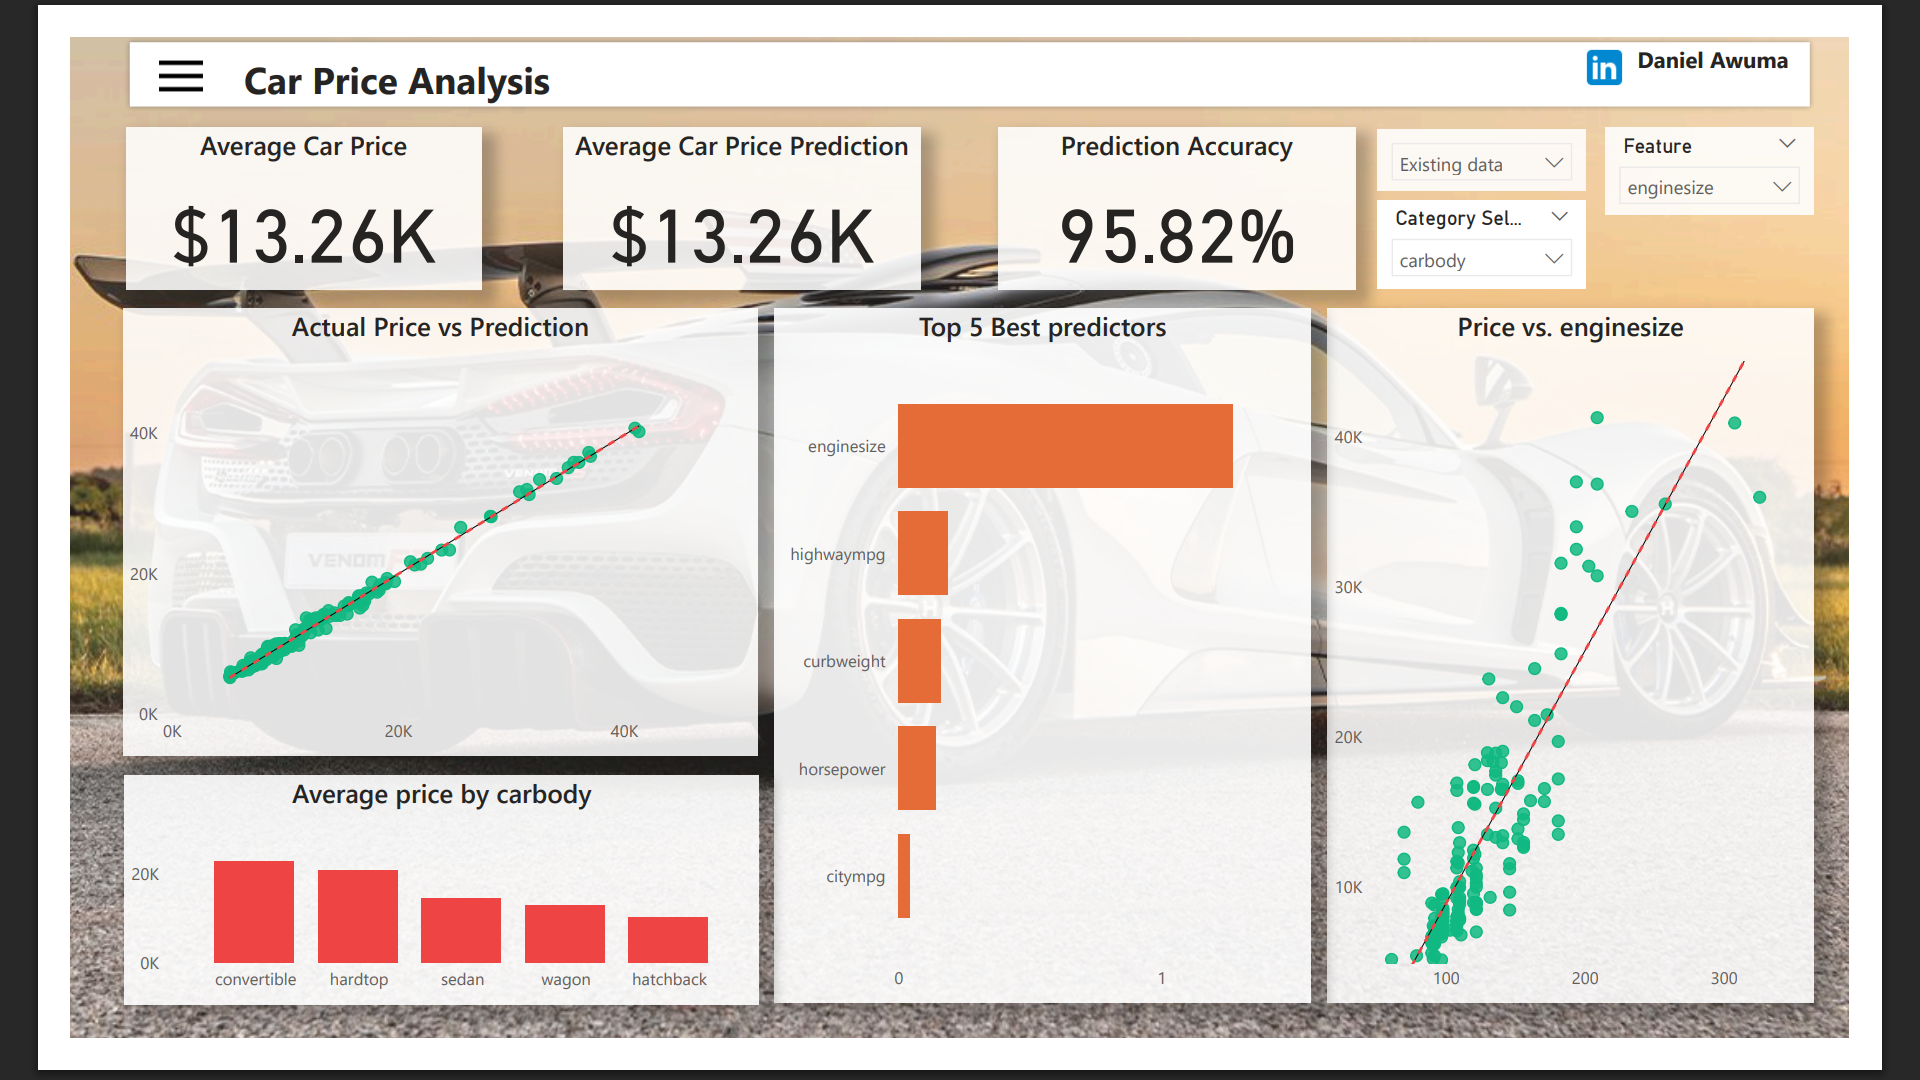 Car Price Analysis
in
Daniel Awuma
Average Car Price
$13.26K
Average Car Price Prediction
$13.26K
Prediction Accuracy
95.82%
Existing data
Category Sel...
carbody
Feature
enginesize
Actual Price vs Prediction
40K
20K
0K
0K 20K 40K
VENOM
Average price by carbody
20K
0K
convertible hardtop sedan wagon hatchback
Top 5 Best predictors
enginesize
highwaympg
curbweight
horsepower
citympg
0 1
Price vs. enginesize
40K
30K
20K
10K
100 200 300